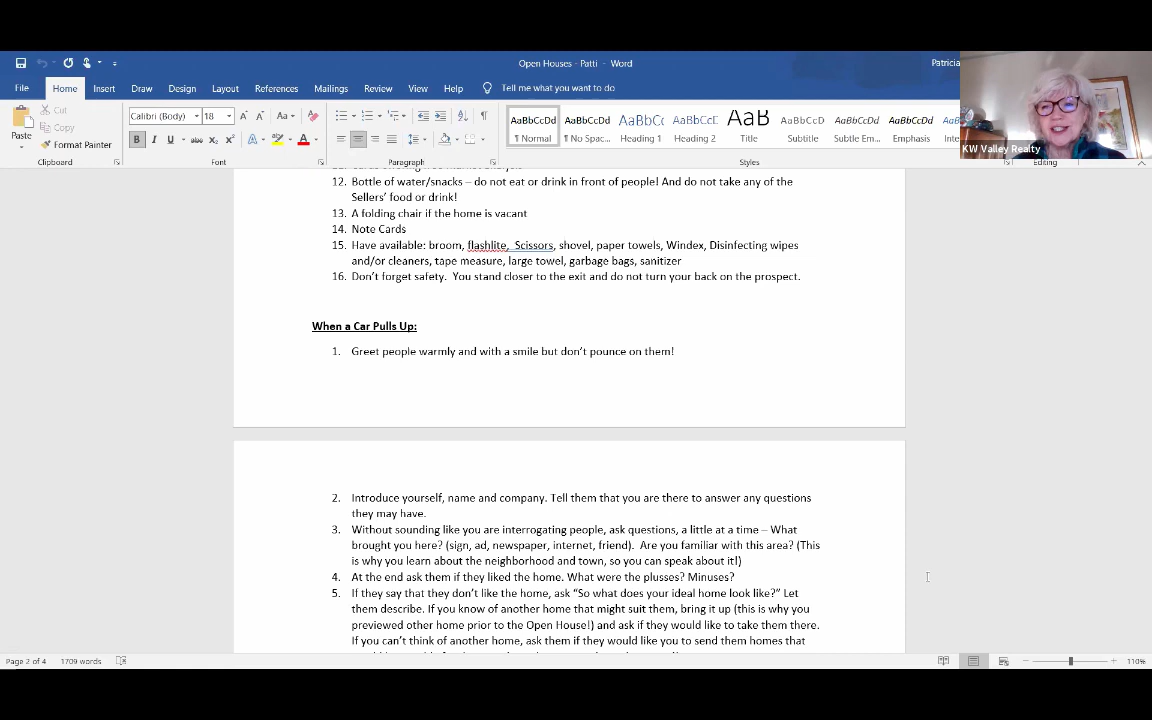 Open Houses - Patti - Word
Patricia
File Home Insert Draw Design Layout References Mailings Review View Help Tell me what you want to do
Paste
Cut
Copy
Format Painter
Calibri (Body) 18
AaBbCcDd AaBbCcDd AaBbCc AaBbCcE AaB AaBbCcD AaBbCcDd AaBbCcDd
¶ Normal ¶ No Spac... Heading 1 Heading 2 Title Subtitle Subtle Em... Emphasis
Clipboard Font Paragraph Styles Editing
KW Valley Realty
12. Bottle of water/snacks – do not eat or drink in front of people! And do not take any of the
Sellers’ food or drink!
13. A folding chair if the home is vacant
14. Note Cards
15. Have available: broom, flashlite, Scissors, shovel, paper towels, Windex, Disinfecting wipes
and/or cleaners, tape measure, large towel, garbage bags, sanitizer
16. Don’t forget safety. You stand closer to the exit and do not turn your back on the prospect.
When a Car Pulls Up:
1. Greet people warmly and with a smile but don’t pounce on them!
2. Introduce yourself, name and company. Tell them that you are there to answer any questions
they may have.
3. Without sounding like you are interrogating people, ask questions, a little at a time – What
brought you here? (sign, ad, newspaper, internet, friend). Are you familiar with this area? (This
is why you learn about the neighborhood and town, so you can speak about it!)
4. At the end ask them if they liked the home. What were the plusses? Minuses?
5. If they say that they don’t like the home, ask “So what does your ideal home look like?” Let
them describe. If you know of another home that might suit them, bring it up (this is why you
previewed other home prior to the Open House!) and ask if they would like to take them there.
If you can’t think of another home, ask them if they would like you to send them homes that
Page 2 of 4 1709 words 110%